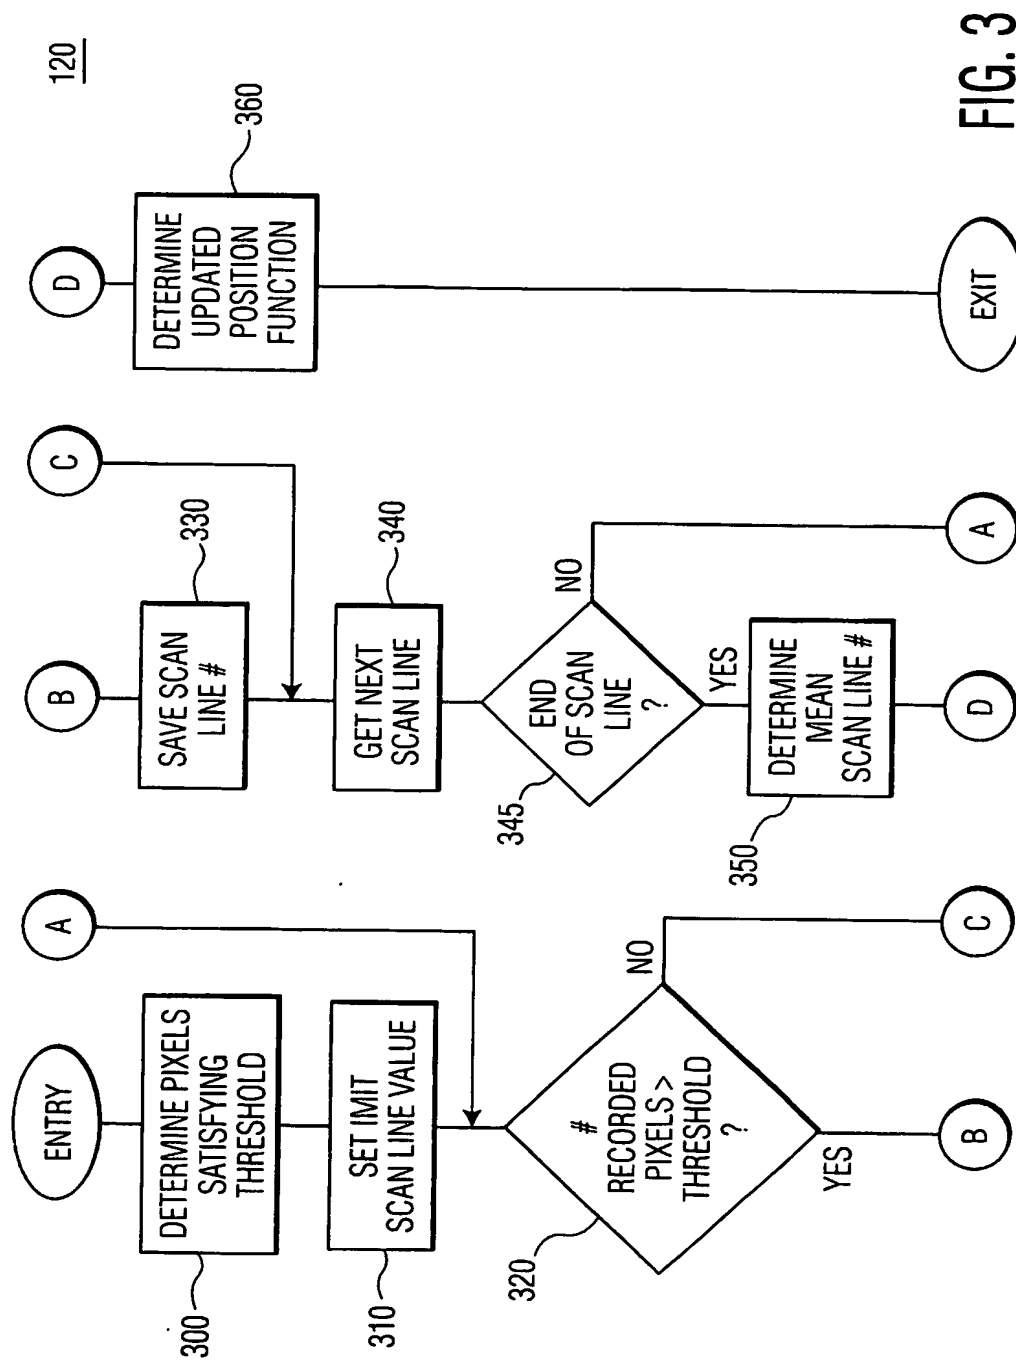 120
ENTRY
300
DETERMINE PIXELS
SATISFYING
THRESHOLD
310
SET IMIT
SCAN LINE VALUE
A
320
#
RECORDED
PIXELS >
THRESHOLD
?
NO
C
YES
B
B
330
SAVE SCAN
LINE #
C
340
GET NEXT
SCAN LINE
345
END
OF SCAN
LINE
?
NO
A
YES
350
DETERMINE
MEAN
SCAN LINE #
D
D
360
DETERMINE
UPDATED
POSITION
FUNCTION
EXIT
FIG. 3